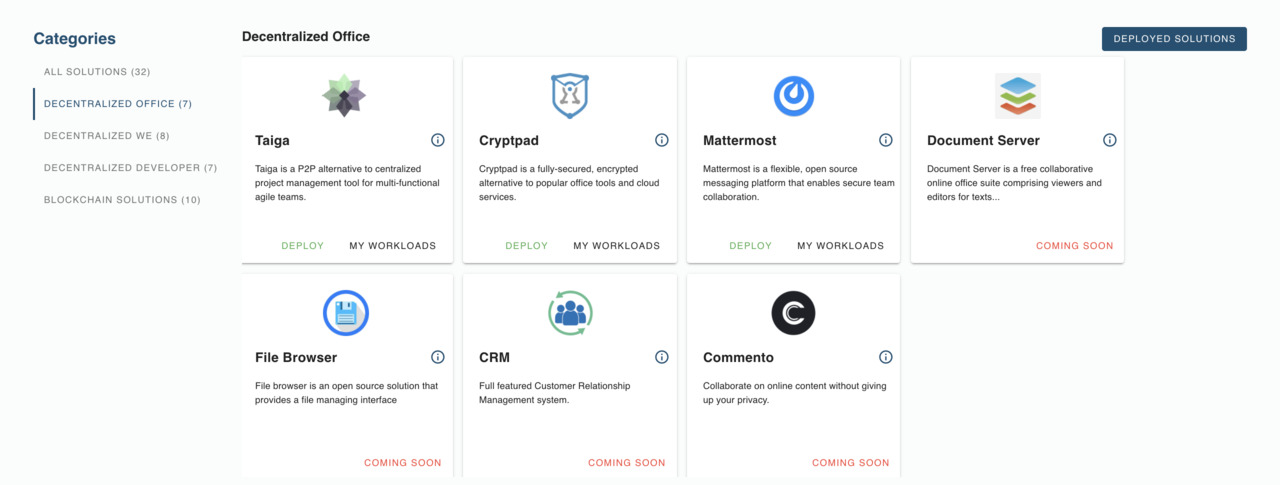 Categories
ALL SOLUTIONS (32)
DECENTRALIZED OFFICE (7)
DECENTRALIZED WE (8)
DECENTRALIZED DEVELOPER (7)
BLOCKCHAIN SOLUTIONS (10)
Decentralized Office
DEPLOYED SOLUTIONS
Taiga
Taiga is a P2P alternative to centralized
project management tool for multi-functional
agile teams.
DEPLOY MY WORKLOADS
Cryptpad
Cryptpad is a fully-secured, encrypted
alternative to popular office tools and cloud
services.
DEPLOY MY WORKLOADS
Mattermost
Mattermost is a flexible, open source
messaging platform that enables secure team
collaboration.
DEPLOY MY WORKLOADS
Document Server
Document Server is a free collaborative
online office suite comprising viewers and
editors for texts...
COMING SOON
File Browser
File browser is an open source solution that
provides a file managing interface
COMING SOON
CRM
Full featured Customer Relationship
Management system.
COMING SOON
Commento
Collaborate on online content without giving
up your privacy.
COMING SOON